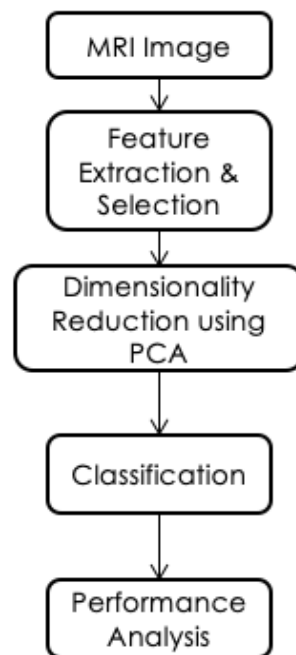 MRI Image
Feature
Extraction &
Selection
Dimensionality
Reduction using
PCA
Classification
Performance
Analysis